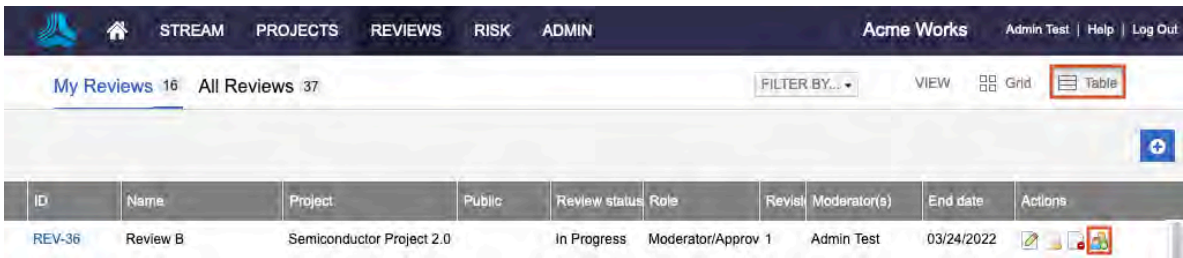 STREAM PROJECTS REVIEWS RISK ADMIN Acme Works Admin Test | Help | Log Out
My Reviews 16 All Reviews 37 FILTER BY... VIEW Grid Table
ID Name Project Public Review status Role Revisi Moderator(s) End date Actions
REV-36 Review B Semiconductor Project 2.0 In Progress Moderator/Approv 1 Admin Test 03/24/2022